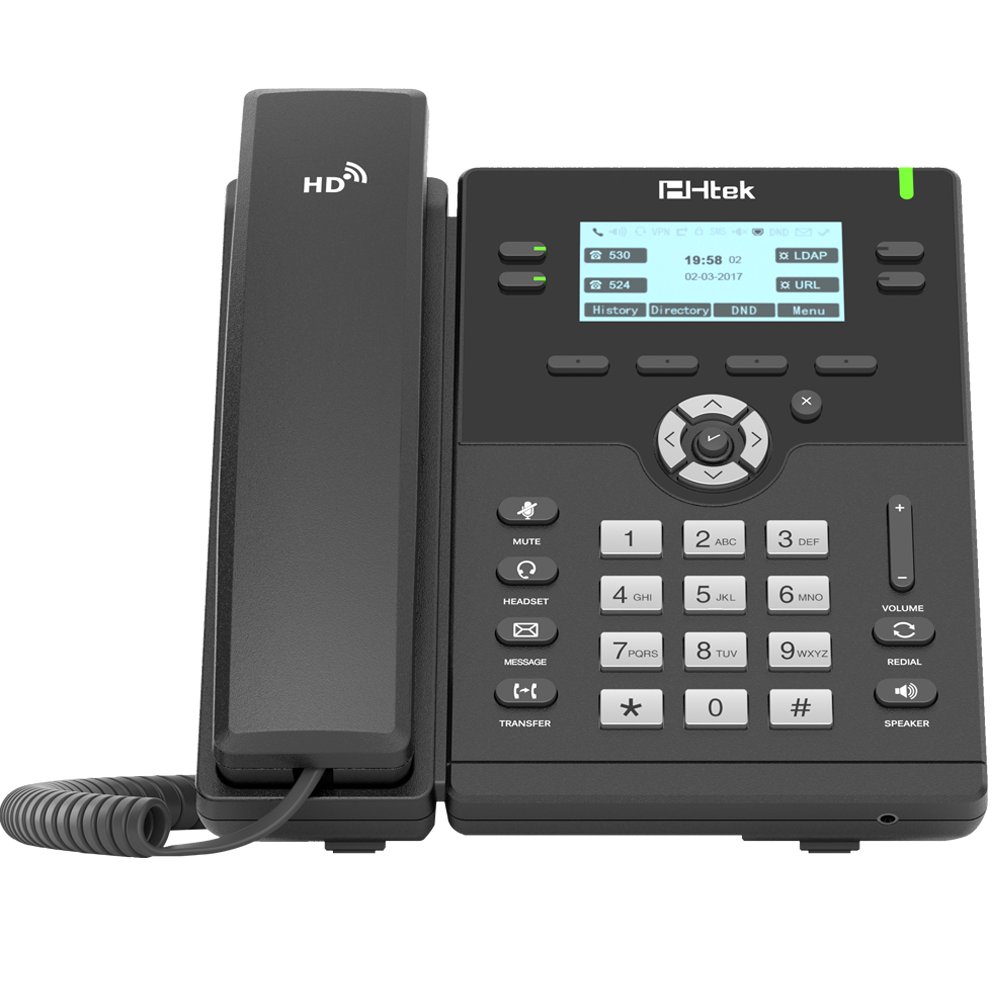 HD
Htek
VPN SMS DND
530 19:58 02 LDAP
02-03-2017
524 URL
History Directory DND Menu
MUTE
HEADSET
MESSAGE
TRANSFER
1 2 ABC 3 DEF
4 GHI 5 JKL 6 MNO
7 PQRS 8 TUV 9 WXYZ
* 0 #
+
−
VOLUME
REDIAL
SPEAKER